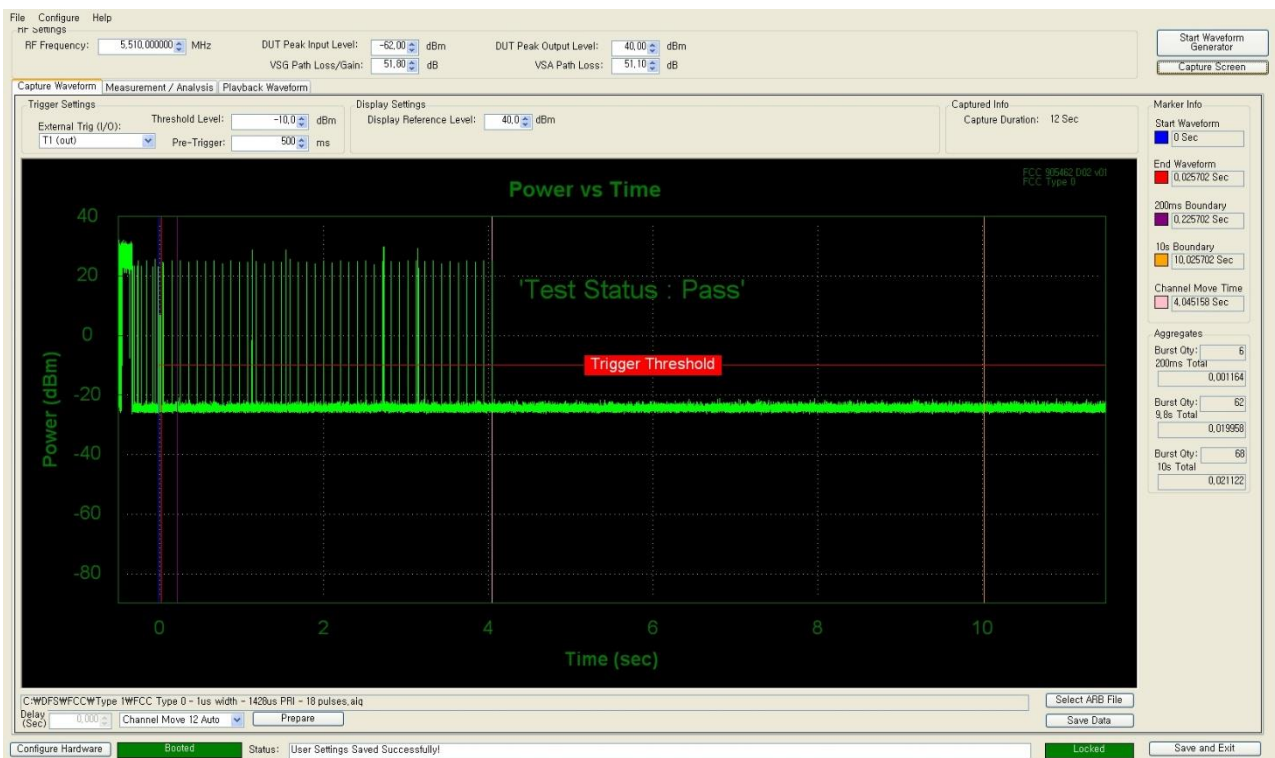 File Configure Help
RF Settings
RF Frequency: 5,510,000000 MHz DUT Peak Input Level: -62,00 dBm DUT Peak Output Level: 40,00 dBm
VSG Path Loss/Gain: 51,80 dB VSA Path Loss: 51,10 dB
Start Waveform Generator
Capture Screen
Capture Waveform Measurement / Analysis Playback Waveform
Trigger Settings
External Trig (I/O):
T1 (out)
Threshold Level: -10,0 dBm
Pre-Trigger: 500 ms
Display Settings
Display Reference Level: 40,0 dBm
Captured Info
Capture Duration: 12 Sec
Power vs Time
FCC 905462 D02 v01
FCC Type 0
'Test Status : Pass'
Trigger Threshold
Power (dBm)
40
20
0
-20
-40
-60
-80
0 2 4 6 8 10
Time (sec)
Marker Info
Start Waveform
0 Sec
End Waveform
0,025702 Sec
200ms Boundary
0,225702 Sec
10s Boundary
10,025702 Sec
Channel Move Time
4,045158 Sec
Aggregates
Burst Qty: 6
200ms Total
0,001164
Burst Qty: 62
9,8s Total
0,019958
Burst Qty: 68
10s Total
0,021122
C:₩DFS₩FCC₩Type 1₩FCC Type 0 - 1us width - 1428us PRI - 18 pulses,aiq
Select ARB File
Delay (Sec) 0,000 Channel Move 12 Auto Prepare
Save Data
Configure Hardware Booted Status: User Settings Saved Successfully! Locked Save and Exit